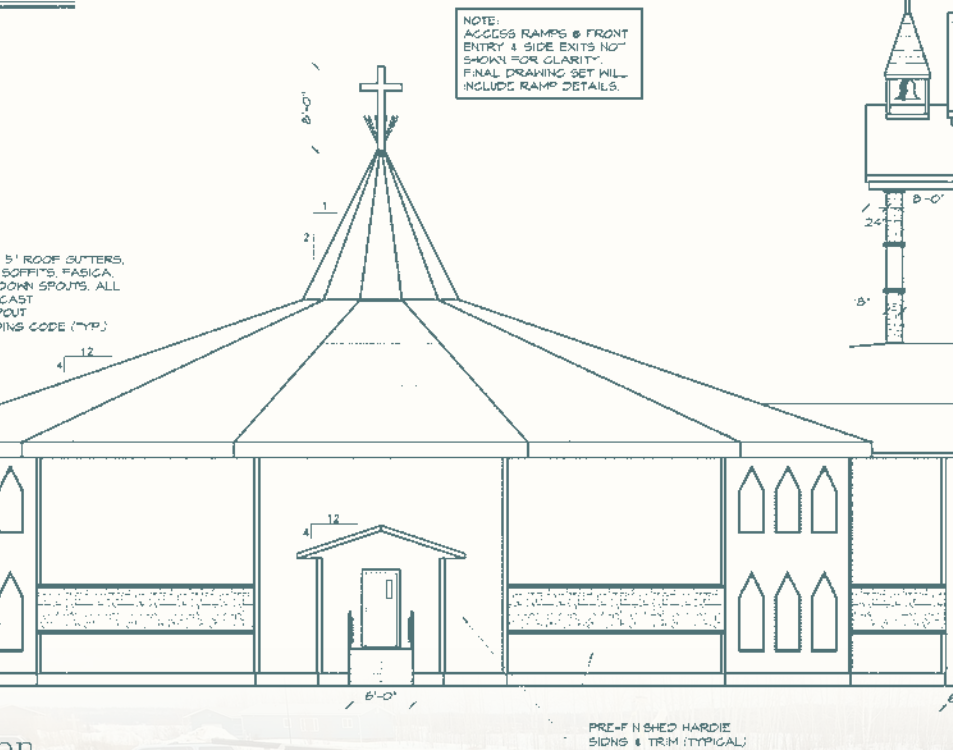 NOTE:
ACCESS RAMPS @ FRONT
ENTRY & SIDE EXITS NOT
SHOWN FOR CLARITY.
FINAL DRAWING SET WILL
INCLUDE RAMP DETAILS.
8'-0"
1
2
8'-0"
24"
5" ROOF GUTTERS,
SOFFITS, FASICA,
DOWN SPOUTS. ALL
CAST
POUT
DING CODE (TYP.)
12
4
12
4
6'-0"
PRE-FINISHED HARDIE
SIDING & TRIM (TYPICAL)
on